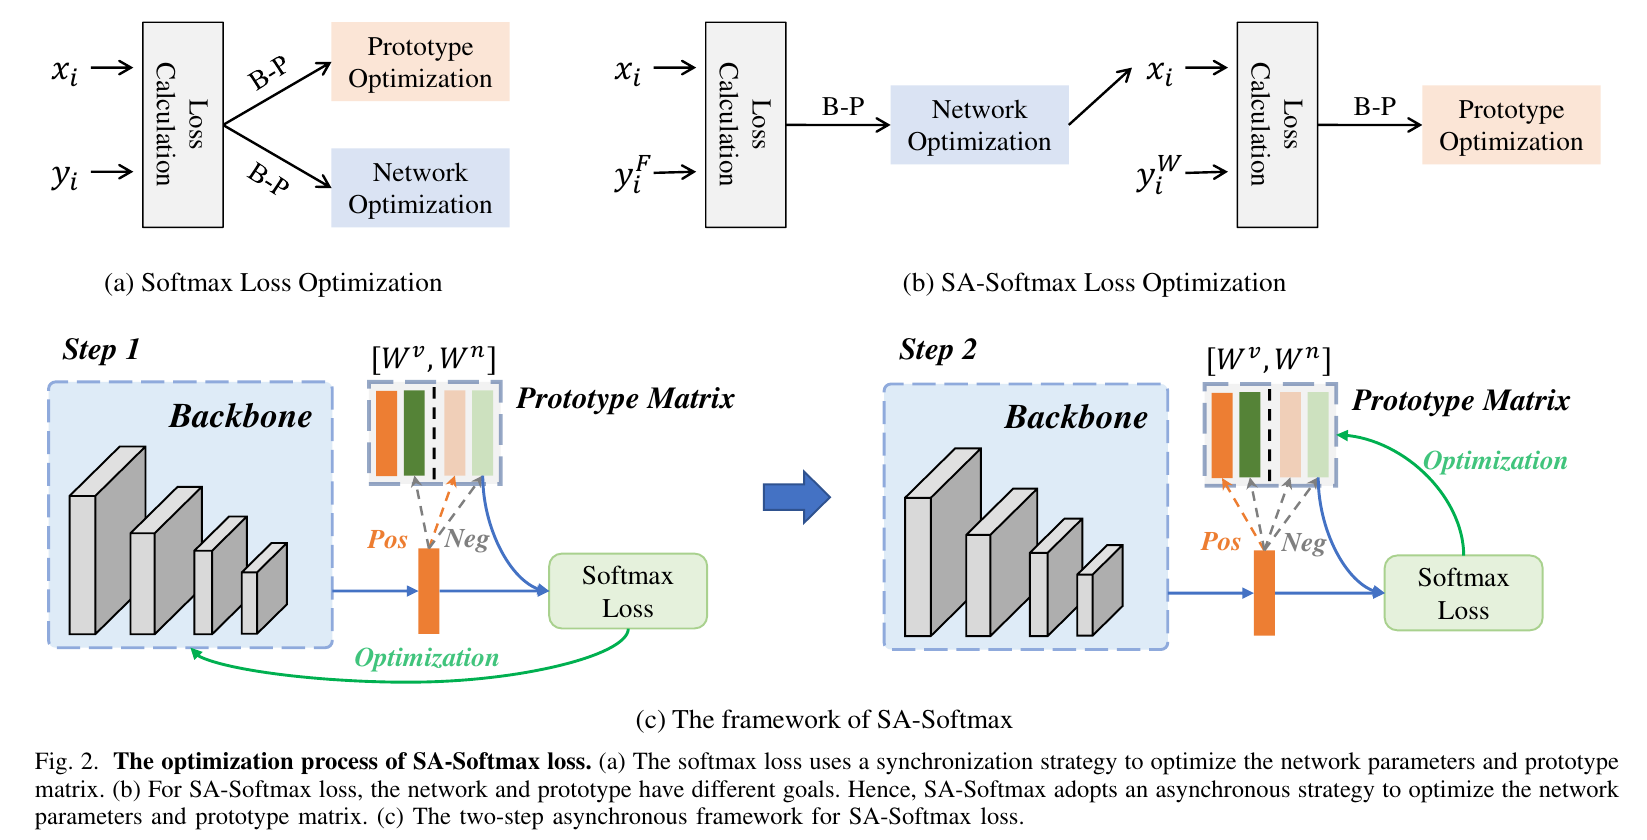 x_i
y_i
Loss
Calculation
B-P
B-P
Prototype
Optimization
Network
Optimization
(a) Softmax Loss Optimization
x_i
y_i^F
Loss
Calculation
B-P
Network
Optimization
x_i
y_i^W
Loss
Calculation
B-P
Prototype
Optimization
(b) SA-Softmax Loss Optimization
Step 1
Backbone
[W^v, W^n]
Prototype Matrix
Pos
Neg
Softmax
Loss
Optimization
Step 2
Backbone
[W^v, W^n]
Prototype Matrix
Optimization
Pos
Neg
Softmax
Loss
(c) The framework of SA-Softmax
Fig. 2. The optimization process of SA-Softmax loss. (a) The softmax loss uses a synchronization strategy to optimize the network parameters and prototype
matrix. (b) For SA-Softmax loss, the network and prototype have different goals. Hence, SA-Softmax adopts an asynchronous strategy to optimize the network
parameters and prototype matrix. (c) The two-step asynchronous framework for SA-Softmax loss.